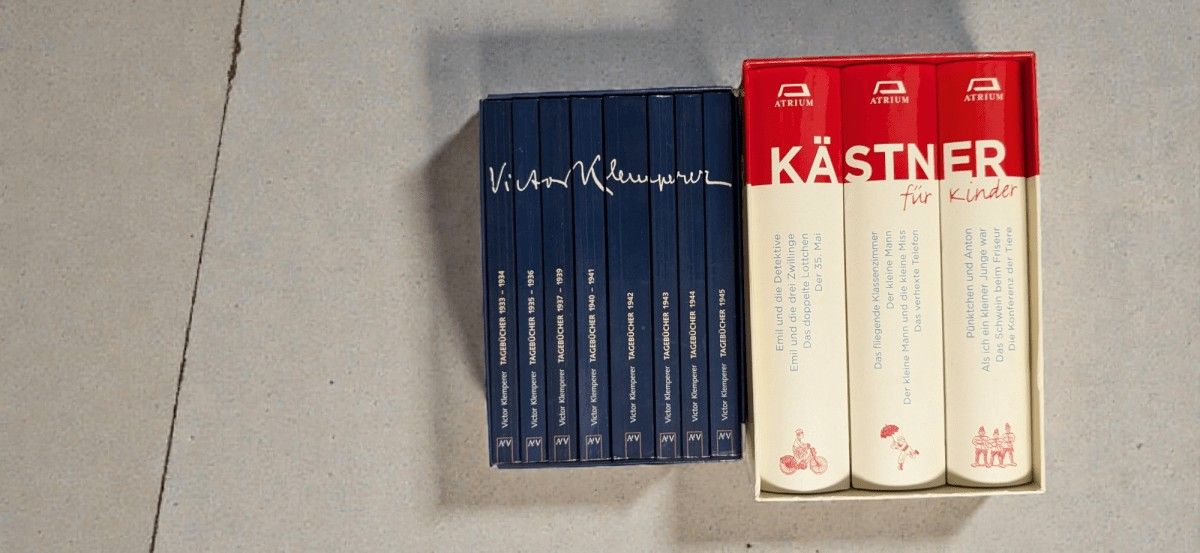 Victor Klemperer
Victor Klemperer TAGEBÜCHER 1933 – 1934
Victor Klemperer TAGEBÜCHER 1935 – 1936
Victor Klemperer TAGEBÜCHER 1937 – 1939
Victor Klemperer TAGEBÜCHER 1940 – 1941
Victor Klemperer TAGEBÜCHER 1942
Victor Klemperer TAGEBÜCHER 1943
Victor Klemperer TAGEBÜCHER 1944
Victor Klemperer TAGEBÜCHER 1945
AtV
AtV
AtV
AtV
AtV
AtV
AtV
AtV
ATRIUM
ATRIUM
ATRIUM
KÄSTNER
für Kinder
Emil und die Detektive
Emil und die drei Zwillinge
Das doppelte Lottchen
Der 35. Mai
Das fliegende Klassenzimmer
Der kleine Mann
Der kleine Mann und die kleine Miss
Das verhexte Telefon
Pünktchen und Anton
Als ich ein kleiner Junge war
Das Schwein beim Friseur
Die Konferenz der Tiere